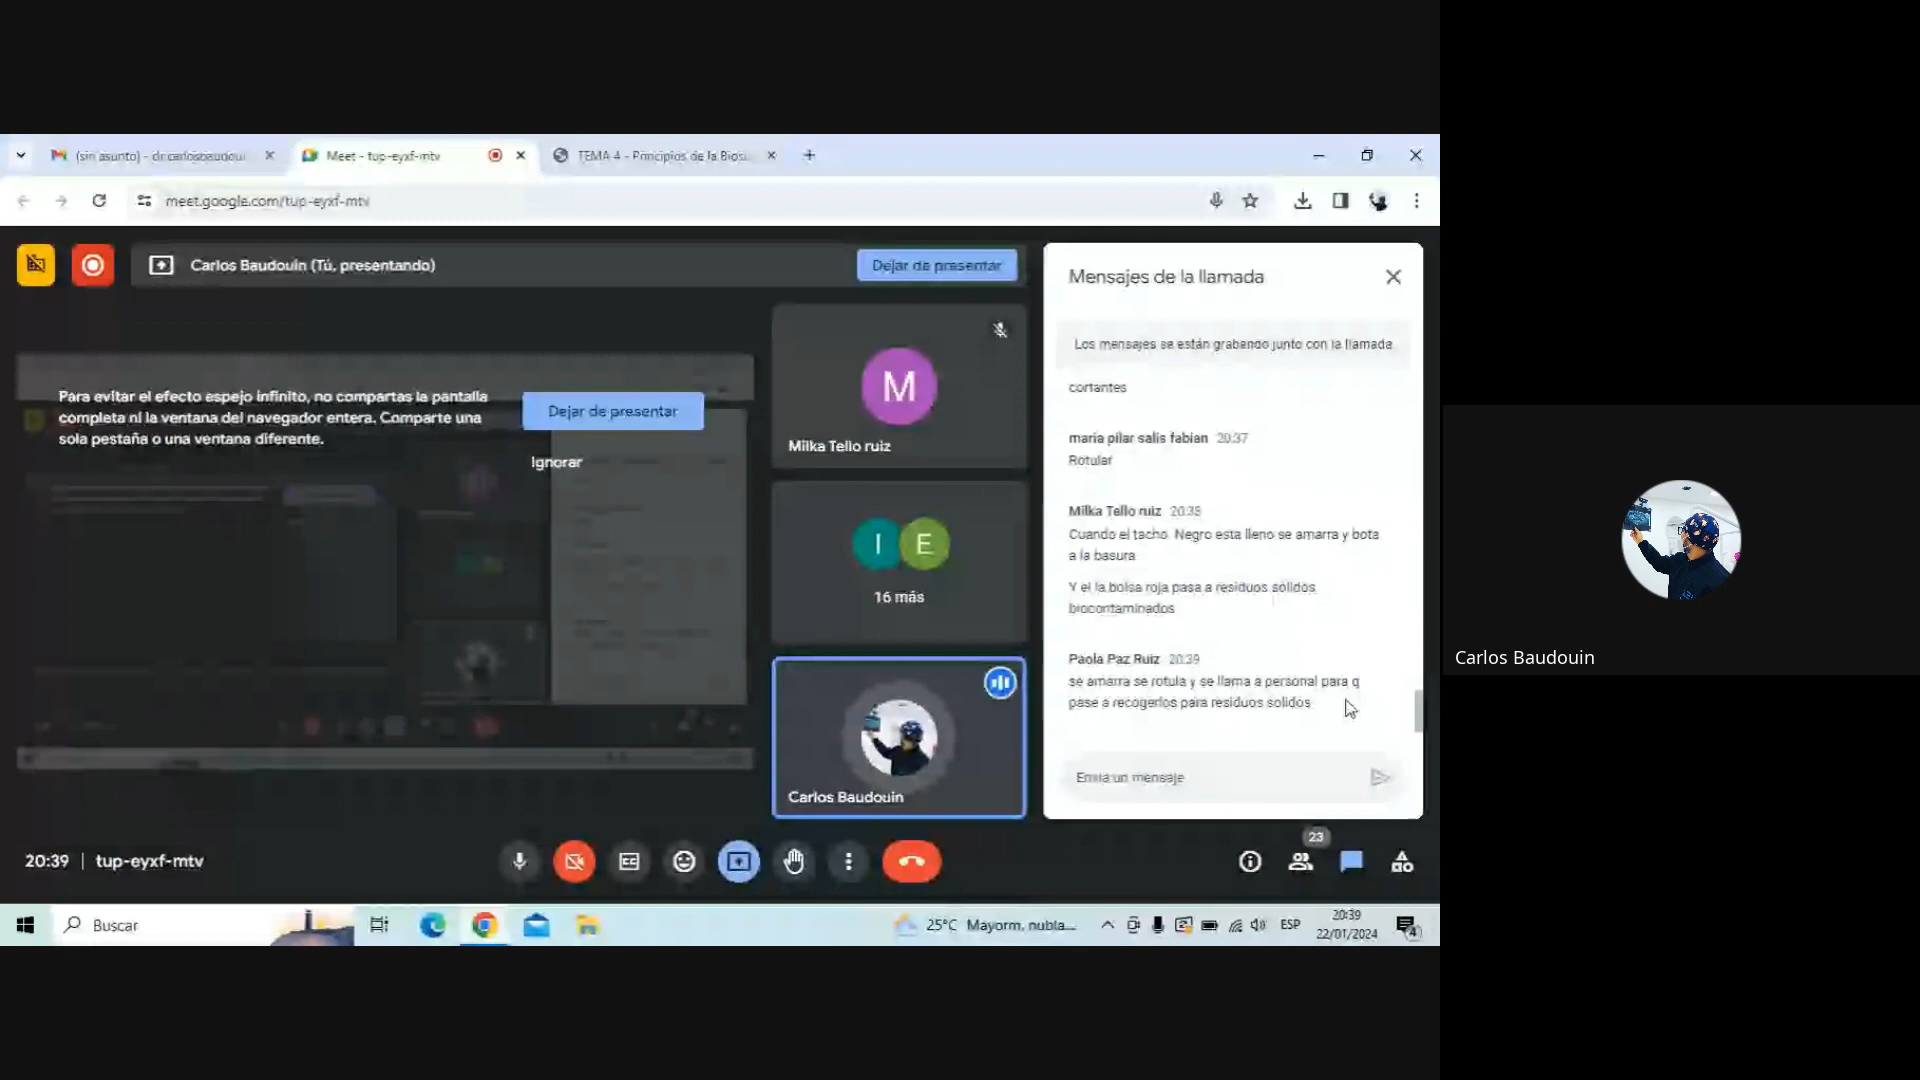 (sin asunto) - dr.carlosbaudoui
Meet - tup-eyxf-mtv
TEMA 4 - Principios de la Bios
meet.google.com/tup-eyxf-mtv
Carlos Baudouin (Tú, presentando)
Dejar de presentar
Para evitar el efecto espejo infinito, no compartas la pantalla
completa ni la ventana del navegador entera. Comparte una
sola pestaña o una ventana diferente.
Dejar de presentar
Ignorar
M
Milka Tello ruiz
I E
16 más
Carlos Baudouin
Mensajes de la llamada
Los mensajes se están grabando junto con la llamada
cortantes
maria pilar salis fabian 20:37
Rotular
Milka Tello ruiz 20:38
Cuando el tacho. Negro esta lleno se amarra y bota
a la basura
Y el la bolsa roja pasa a residuos solidos
biocontaminados
Paola Paz Ruiz 20:39
se amarra se rotula y se llama a personal para q
pase a recogerlos para residuos solidos
Envía un mensaje
20:39 | tup-eyxf-mtv
23
Buscar
25°C Mayorm, nubla...
ESP
20:39
22/01/2024
4
Carlos Baudouin